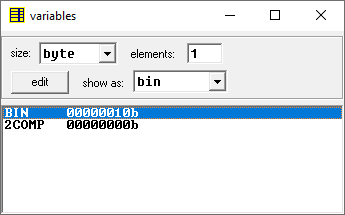 variables
size: byte elements: 1
edit show as: bin
BIN 00000010b
2COMP 00000000b